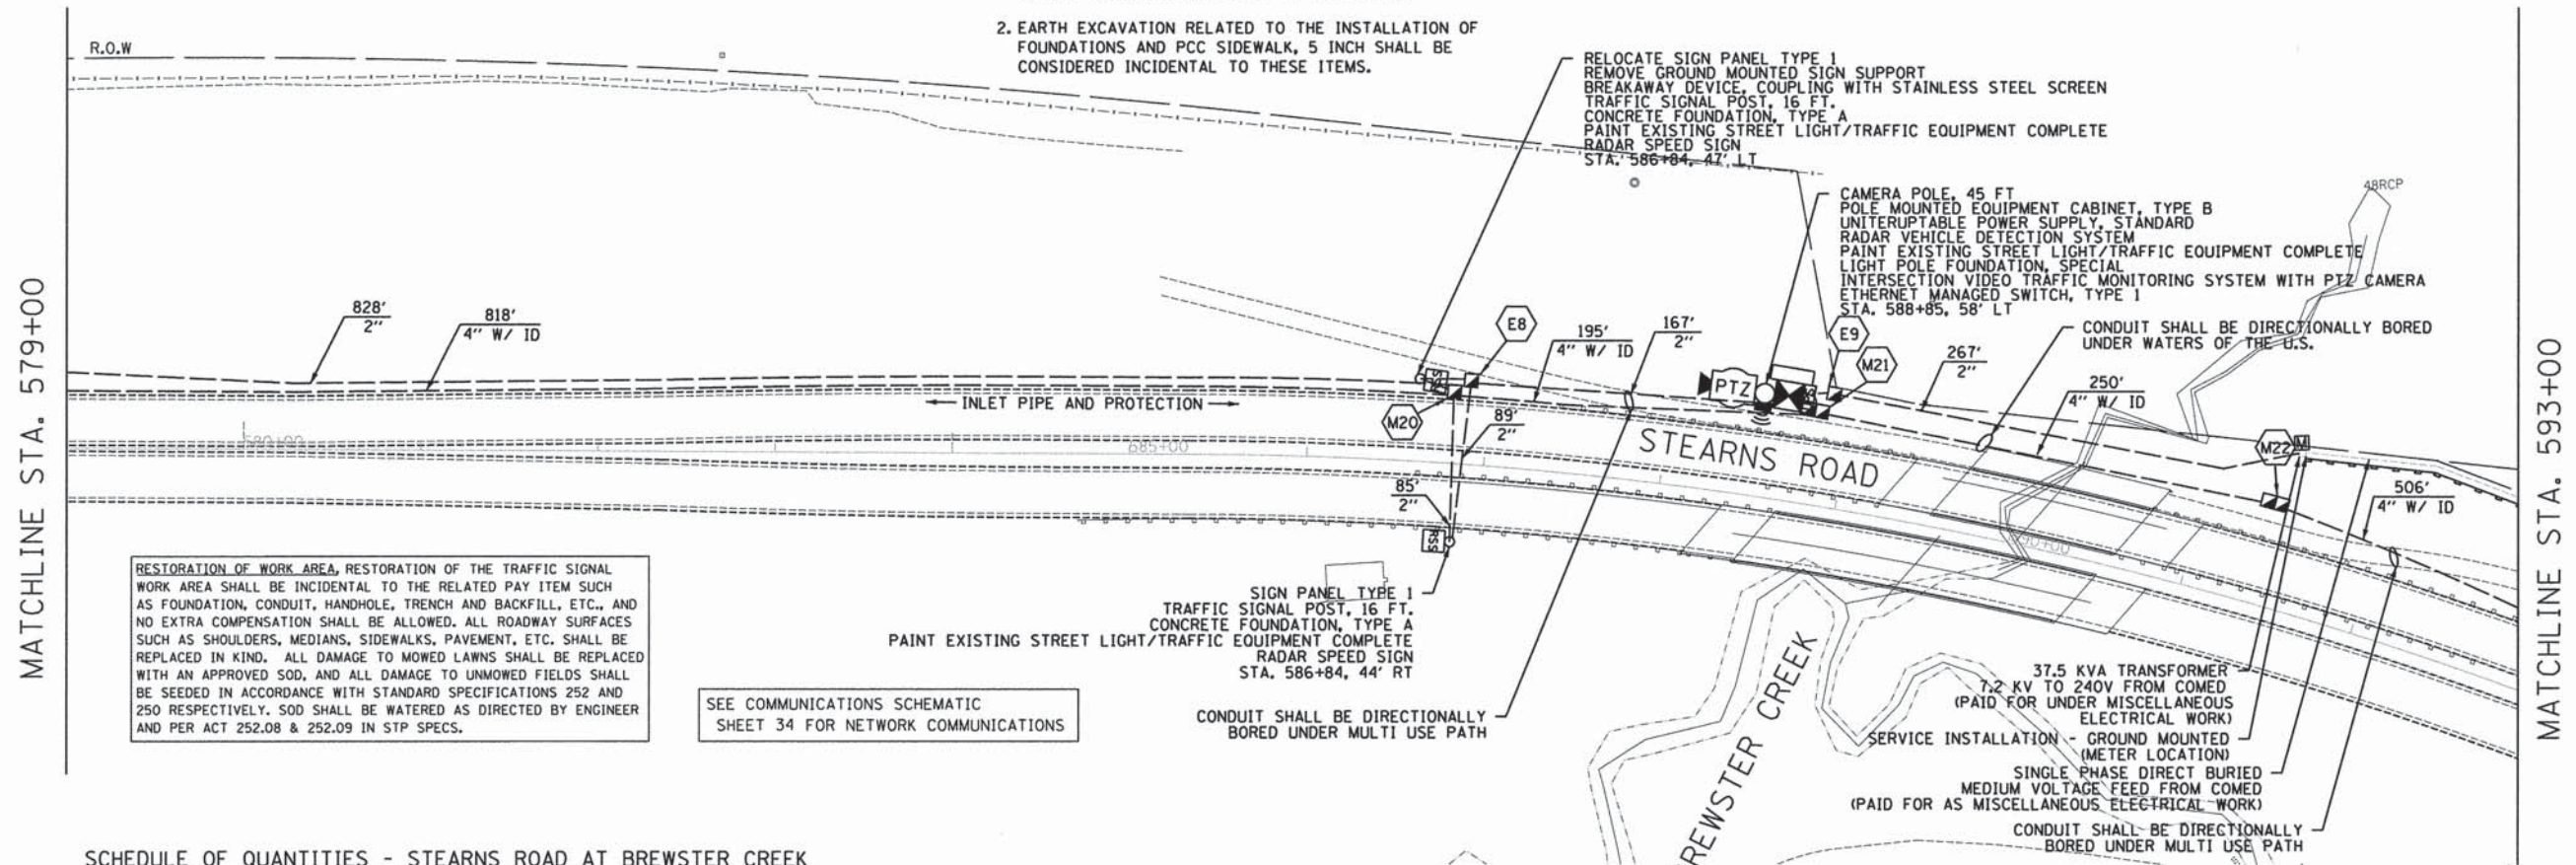 2. EARTH EXCAVATION RELATED TO THE INSTALLATION OF
FOUNDATIONS AND PCC SIDEWALK, 5 INCH SHALL BE
CONSIDERED INCIDENTAL TO THESE ITEMS.
R.O.W
RELOCATE SIGN PANEL TYPE 1
REMOVE GROUND MOUNTED SIGN SUPPORT
BREAKAWAY DEVICE, COUPLING WITH STAINLESS STEEL SCREEN
TRAFFIC SIGNAL POST, 16 FT.
CONCRETE FOUNDATION, TYPE A
PAINT EXISTING STREET LIGHT/TRAFFIC EQUIPMENT COMPLETE
RADAR SPEED SIGN
STA. 586+84, 47' LT
CAMERA POLE, 45 FT
POLE MOUNTED EQUIPMENT CABINET, TYPE B
UNITERUPTABLE POWER SUPPLY, STANDARD
RADAR VEHICLE DETECTION SYSTEM
PAINT EXISTING STREET LIGHT/TRAFFIC EQUIPMENT COMPLETE
LIGHT POLE FOUNDATION, SPECIAL
INTERSECTION VIDEO TRAFFIC MONITORING SYSTEM WITH PTZ CAMERA
ETHERNET MANAGED SWITCH, TYPE 1
STA. 588+85, 58' LT
48RCP
CONDUIT SHALL BE DIRECTIONALLY BORED
UNDER WATERS OF THE U.S.
MATCHLINE STA. 579+00
828'
2"
818'
4" W/ ID
E8
195'
4" W/ ID
167'
2"
E9
M21
267'
2"
250'
4" W/ ID
PTZ
INLET PIPE AND PROTECTION
M20
89'
2"
580+00
685+00
STEARNS ROAD
M22
M
85'
2"
506'
4" W/ ID
RSS
MATCHLINE STA. 593+00
RESTORATION OF WORK AREA. RESTORATION OF THE TRAFFIC SIGNAL
WORK AREA SHALL BE INCIDENTAL TO THE RELATED PAY ITEM SUCH
AS FOUNDATION, CONDUIT, HANDHOLE, TRENCH AND BACKFILL, ETC., AND
NO EXTRA COMPENSATION SHALL BE ALLOWED. ALL ROADWAY SURFACES
SUCH AS SHOULDERS, MEDIANS, SIDEWALKS, PAVEMENT, ETC. SHALL BE
REPLACED IN KIND. ALL DAMAGE TO MOWED LAWNS SHALL BE REPLACED
WITH AN APPROVED SOD, AND ALL DAMAGE TO UNMOWED FIELDS SHALL
BE SEEDED IN ACCORDANCE WITH STANDARD SPECIFICATIONS 252 AND
250 RESPECTIVELY. SOD SHALL BE WATERED AS DIRECTED BY ENGINEER
AND PER ACT 252.08 & 252.09 IN STP SPECS.
SEE COMMUNICATIONS SCHEMATIC
SHEET 34 FOR NETWORK COMMUNICATIONS
SIGN PANEL TYPE 1
TRAFFIC SIGNAL POST, 16 FT.
CONCRETE FOUNDATION, TYPE A
PAINT EXISTING STREET LIGHT/TRAFFIC EQUIPMENT COMPLETE
RADAR SPEED SIGN
STA. 586+84, 44' RT
CONDUIT SHALL BE DIRECTIONALLY
BORED UNDER MULTI USE PATH
BREWSTER CREEK
37.5 KVA TRANSFORMER
7.2 KV TO 240V FROM COMED
(PAID FOR UNDER MISCELLANEOUS
ELECTRICAL WORK)
SERVICE INSTALLATION - GROUND MOUNTED
(METER LOCATION)
SINGLE PHASE DIRECT BURIED
MEDIUM VOLTAGE FEED FROM COMED
(PAID FOR AS MISCELLANEOUS ELECTRICAL WORK)
CONDUIT SHALL BE DIRECTIONALLY
BORED UNDER MULTI USE PATH
SCHEDULE OF QUANTITIES - STEARNS ROAD AT BREWSTER CREEK